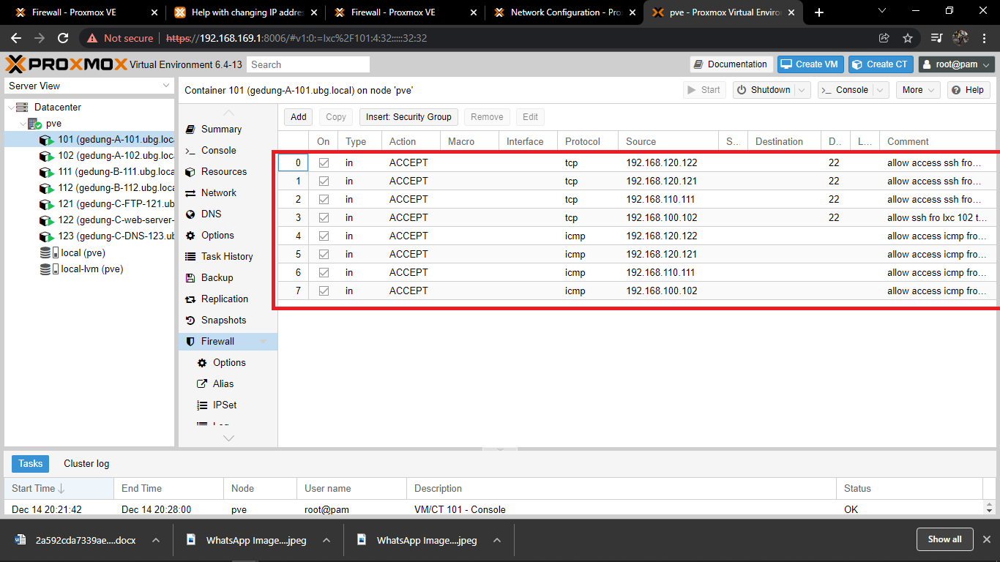 Firewall - Proxmox VE
Help with changing IP addre
Firewall - Proxmox VE
Network Configuration - Pro
pve - Proxmox Virtual Enviro
Not secure https://192.168.169.1:8006/#v1:0:=lxc%2F101:4:32:::::32:32
PROXMOX Virtual Environment 6.4-13 Search Documentation Create VM Create CT root@pam
Server View
Container 101 (gedung-A-101.ubg.local) on node 'pve' Start Shutdown Console More Help
Datacenter
pve
101 (gedung-A-101.ubg.loca
102 (gedung-A-102.ubg.loca
111 (gedung-B-111.ubg.loca
112 (gedung-B-112.ubg.loca
121 (gedung-C-FTP-121.ub
122 (gedung-C-web-server-
123 (gedung-C-DNS-123.ub
local (pve)
local-lvm (pve)
Summary
Console
Resources
Network
DNS
Options
Task History
Backup
Replication
Snapshots
Firewall
Options
Alias
IPSet
Add Copy Insert: Security Group Remove Edit
On Type Action Macro Interface Protocol Source S... Destination D... L... Comment
0 in ACCEPT tcp 192.168.120.122 22 allow access ssh fro...
1 in ACCEPT tcp 192.168.120.121 22 allow access ssh fro...
2 in ACCEPT tcp 192.168.110.111 22 allow access ssh fro...
3 in ACCEPT tcp 192.168.100.102 22 allow ssh fro lxc 102 t...
4 in ACCEPT icmp 192.168.120.122 allow access icmp fro...
5 in ACCEPT icmp 192.168.120.121 allow access icmp fro...
6 in ACCEPT icmp 192.168.110.111 allow access icmp fro...
7 in ACCEPT icmp 192.168.100.102 allow access icmp fro...
Tasks Cluster log
Start Time End Time Node User name Description Status
Dec 14 20:21:42 Dec 14 20:28:00 pve root@pam VM/CT 101 - Console OK
2a592cda7339ae....docx WhatsApp Image....jpeg WhatsApp Image....jpeg Show all